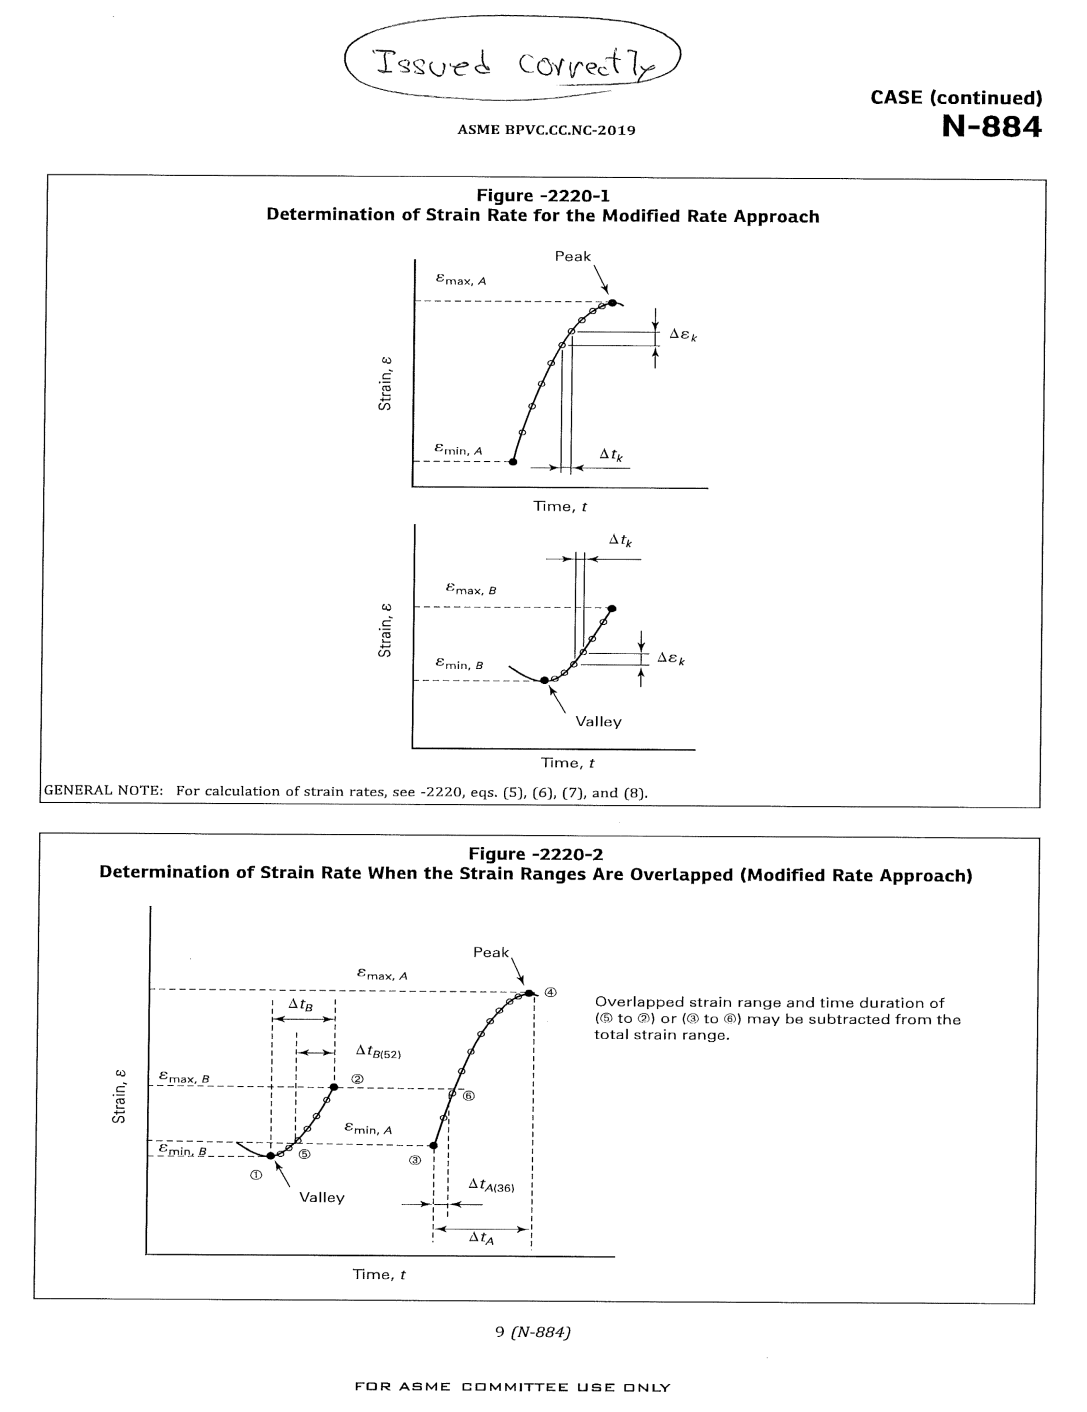 Issued Correctly
CASE (continued)
ASME BPVC.CC.NC-2019
N-884
Figure -2220-1
Determination of Strain Rate for the Modified Rate Approach
Peak
εmax, A
Δεk
Strain, ε
εmin, A
Δtk
Time, t
Δtk
εmax, B
Strain, ε
εmin, B
Δεk
Valley
Time, t
GENERAL NOTE: For calculation of strain rates, see -2220, eqs. (5), (6), (7), and (8).
Figure -2220-2
Determination of Strain Rate When the Strain Ranges Are Overlapped (Modified Rate Approach)
Peak
εmax, A
④
ΔtB
Overlapped strain range and time duration of
(⑤ to ②) or (③ to ⑥) may be subtracted from the
total strain range.
ΔtB(52)
εmax, B
②
⑥
Strain, ε
εmin, A
εmin, B
⑤
③
①
Valley
ΔtA(36)
ΔtA
Time, t
9 (N-884)
FOR ASME COMMITTEE USE ONLY